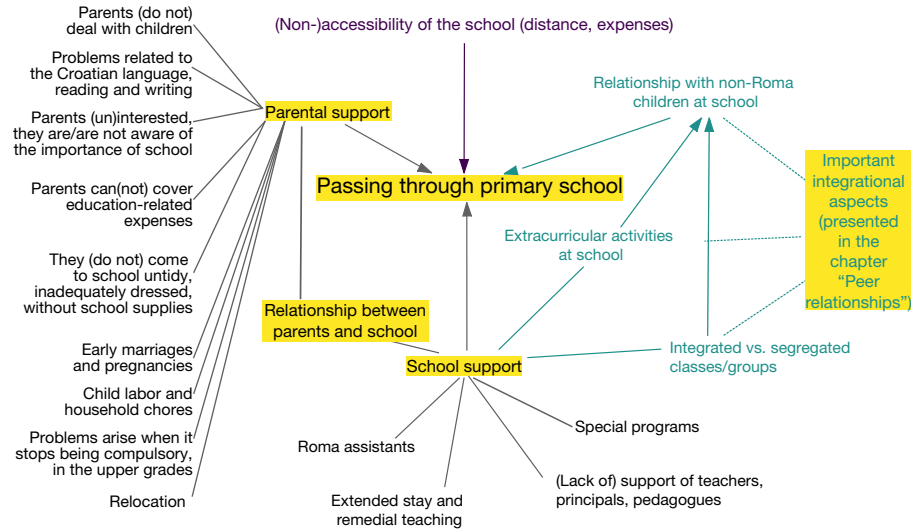 Parents (do not)
deal with children
(Non-)accessibility of the school (distance, expenses)
Problems related to
the Croatian language,
reading and writing
Parental support
Parents (un)interested,
they are/are not aware of
the importance of school
Parents can(not) cover
education-related
expenses
They (do not) come
to school untidy,
inadequately dressed,
without school supplies
Early marriages
and pregnancies
Child labor and
household chores
Problems arise when it
stops being compulsory,
in the upper grades
Relocation
Passing through primary school
Relationship with non-Roma
children at school
Extracurricular activities
at school
Important
integrational
aspects
(presented
in the
chapter
“Peer
relationships”)
Relationship between
parents and school
School support
Integrated vs. segregated
classes/groups
Roma assistants
Extended stay and
remedial teaching
(Lack of) support of teachers,
principals, pedagogues
Special programs